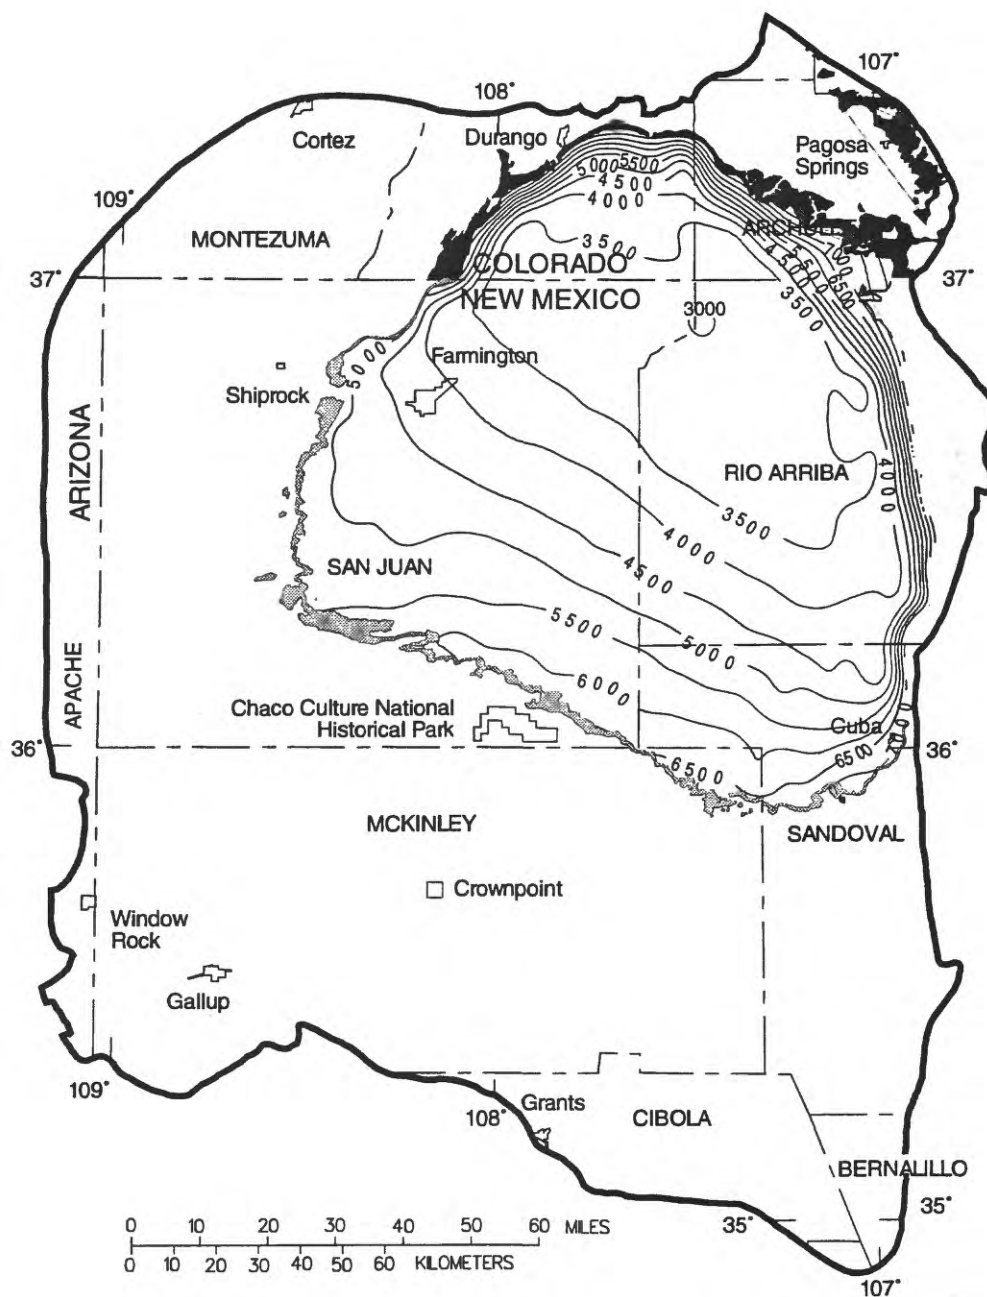 107°
108°
Cortez
Durango
Pagosa
Springs
5500
5000
4500
4000
109°
MONTEZUMA
3500
COLORADO
NEW MEXICO
4500
3500
7000
6500
37°
37°
3000
5000
Farmington
Shiprock
ARIZONA
RIO ARRIBA
4000
3500
4000
4500
SAN JUAN
5500
5000
APACHE
6000
Chaco Culture National
Historical Park
Cuba
36°
36°
6500
6500
MCKINLEY
SANDOVAL
Crownpoint
Window
Rock
Gallup
109°
108°
Grants
CIBOLA
BERNALILLO
35°
35°
0 10 20 30 40 50 60 MILES
0 10 20 30 40 50 60 KILOMETERS
107°